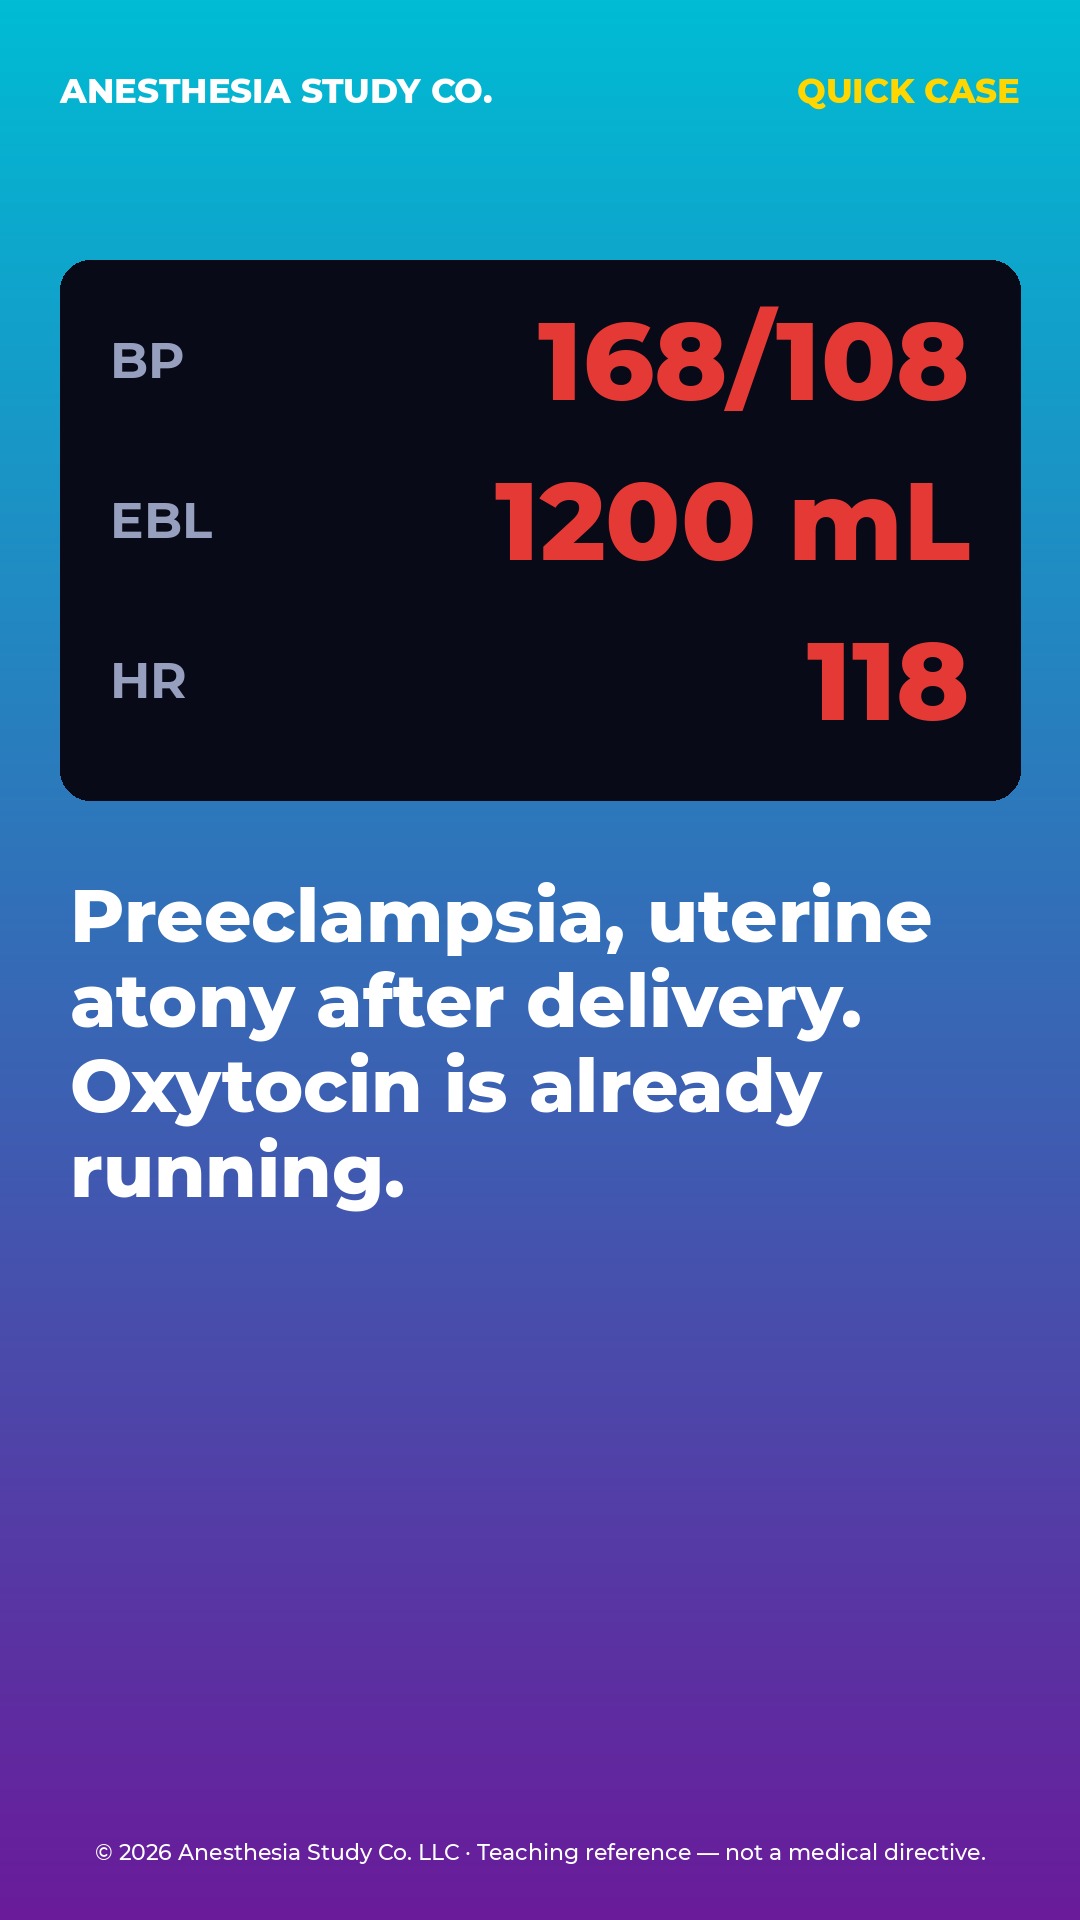 ANESTHESIA STUDY CO.
QUICK CASE
BP 168/108
EBL 1200 mL
HR 118
Preeclampsia, uterine
atony after delivery.
Oxytocin is already
running.
© 2026 Anesthesia Study Co. LLC · Teaching reference — not a medical directive.